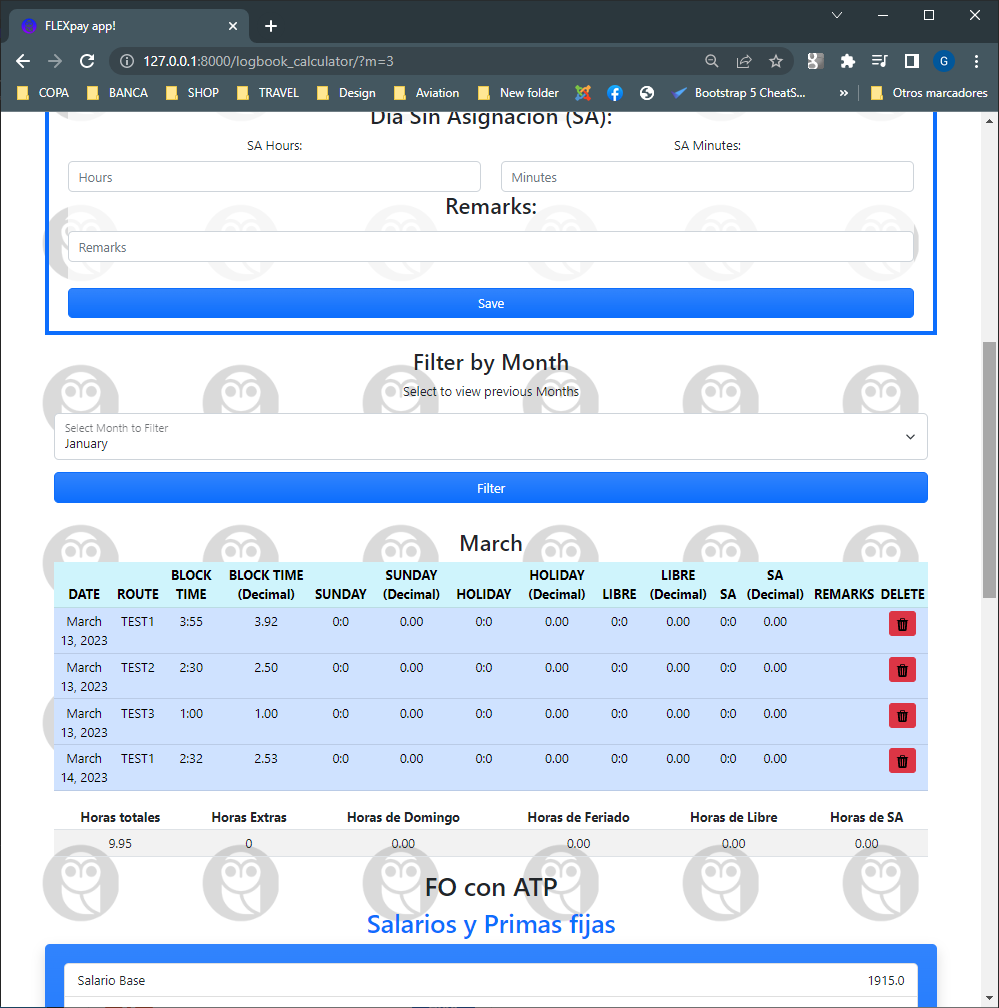 FLEXpay app!
127.0.0.1:8000/logbook_calculator/?m=3
G
COPA BANCA SHOP TRAVEL Design Aviation New folder Bootstrap 5 CheatS... » Otros marcadores
Día Sin Asignación (SA):
SA Hours: SA Minutes:
Hours Minutes
Remarks:
Remarks
Save
Filter by Month
Select to view previous Months
Select Month to Filter
January
Filter
March
BLOCK BLOCK TIME SUNDAY HOLIDAY LIBRE SA
DATE ROUTE TIME (Decimal) SUNDAY (Decimal) HOLIDAY (Decimal) LIBRE (Decimal) SA (Decimal) REMARKS DELETE
March TEST1 3:55 3.92 0:0 0.00 0:0 0.00 0:0 0.00 0:0 0.00
13, 2023
March TEST2 2:30 2.50 0:0 0.00 0:0 0.00 0:0 0.00 0:0 0.00
13, 2023
March TEST3 1:00 1.00 0:0 0.00 0:0 0.00 0:0 0.00 0:0 0.00
13, 2023
March TEST1 2:32 2.53 0:0 0.00 0:0 0.00 0:0 0.00 0:0 0.00
14, 2023
Horas totales Horas Extras Horas de Domingo Horas de Feriado Horas de Libre Horas de SA
9.95 0 0.00 0.00 0.00 0.00
FO con ATP
Salarios y Primas fijas
Salario Base 1915.0